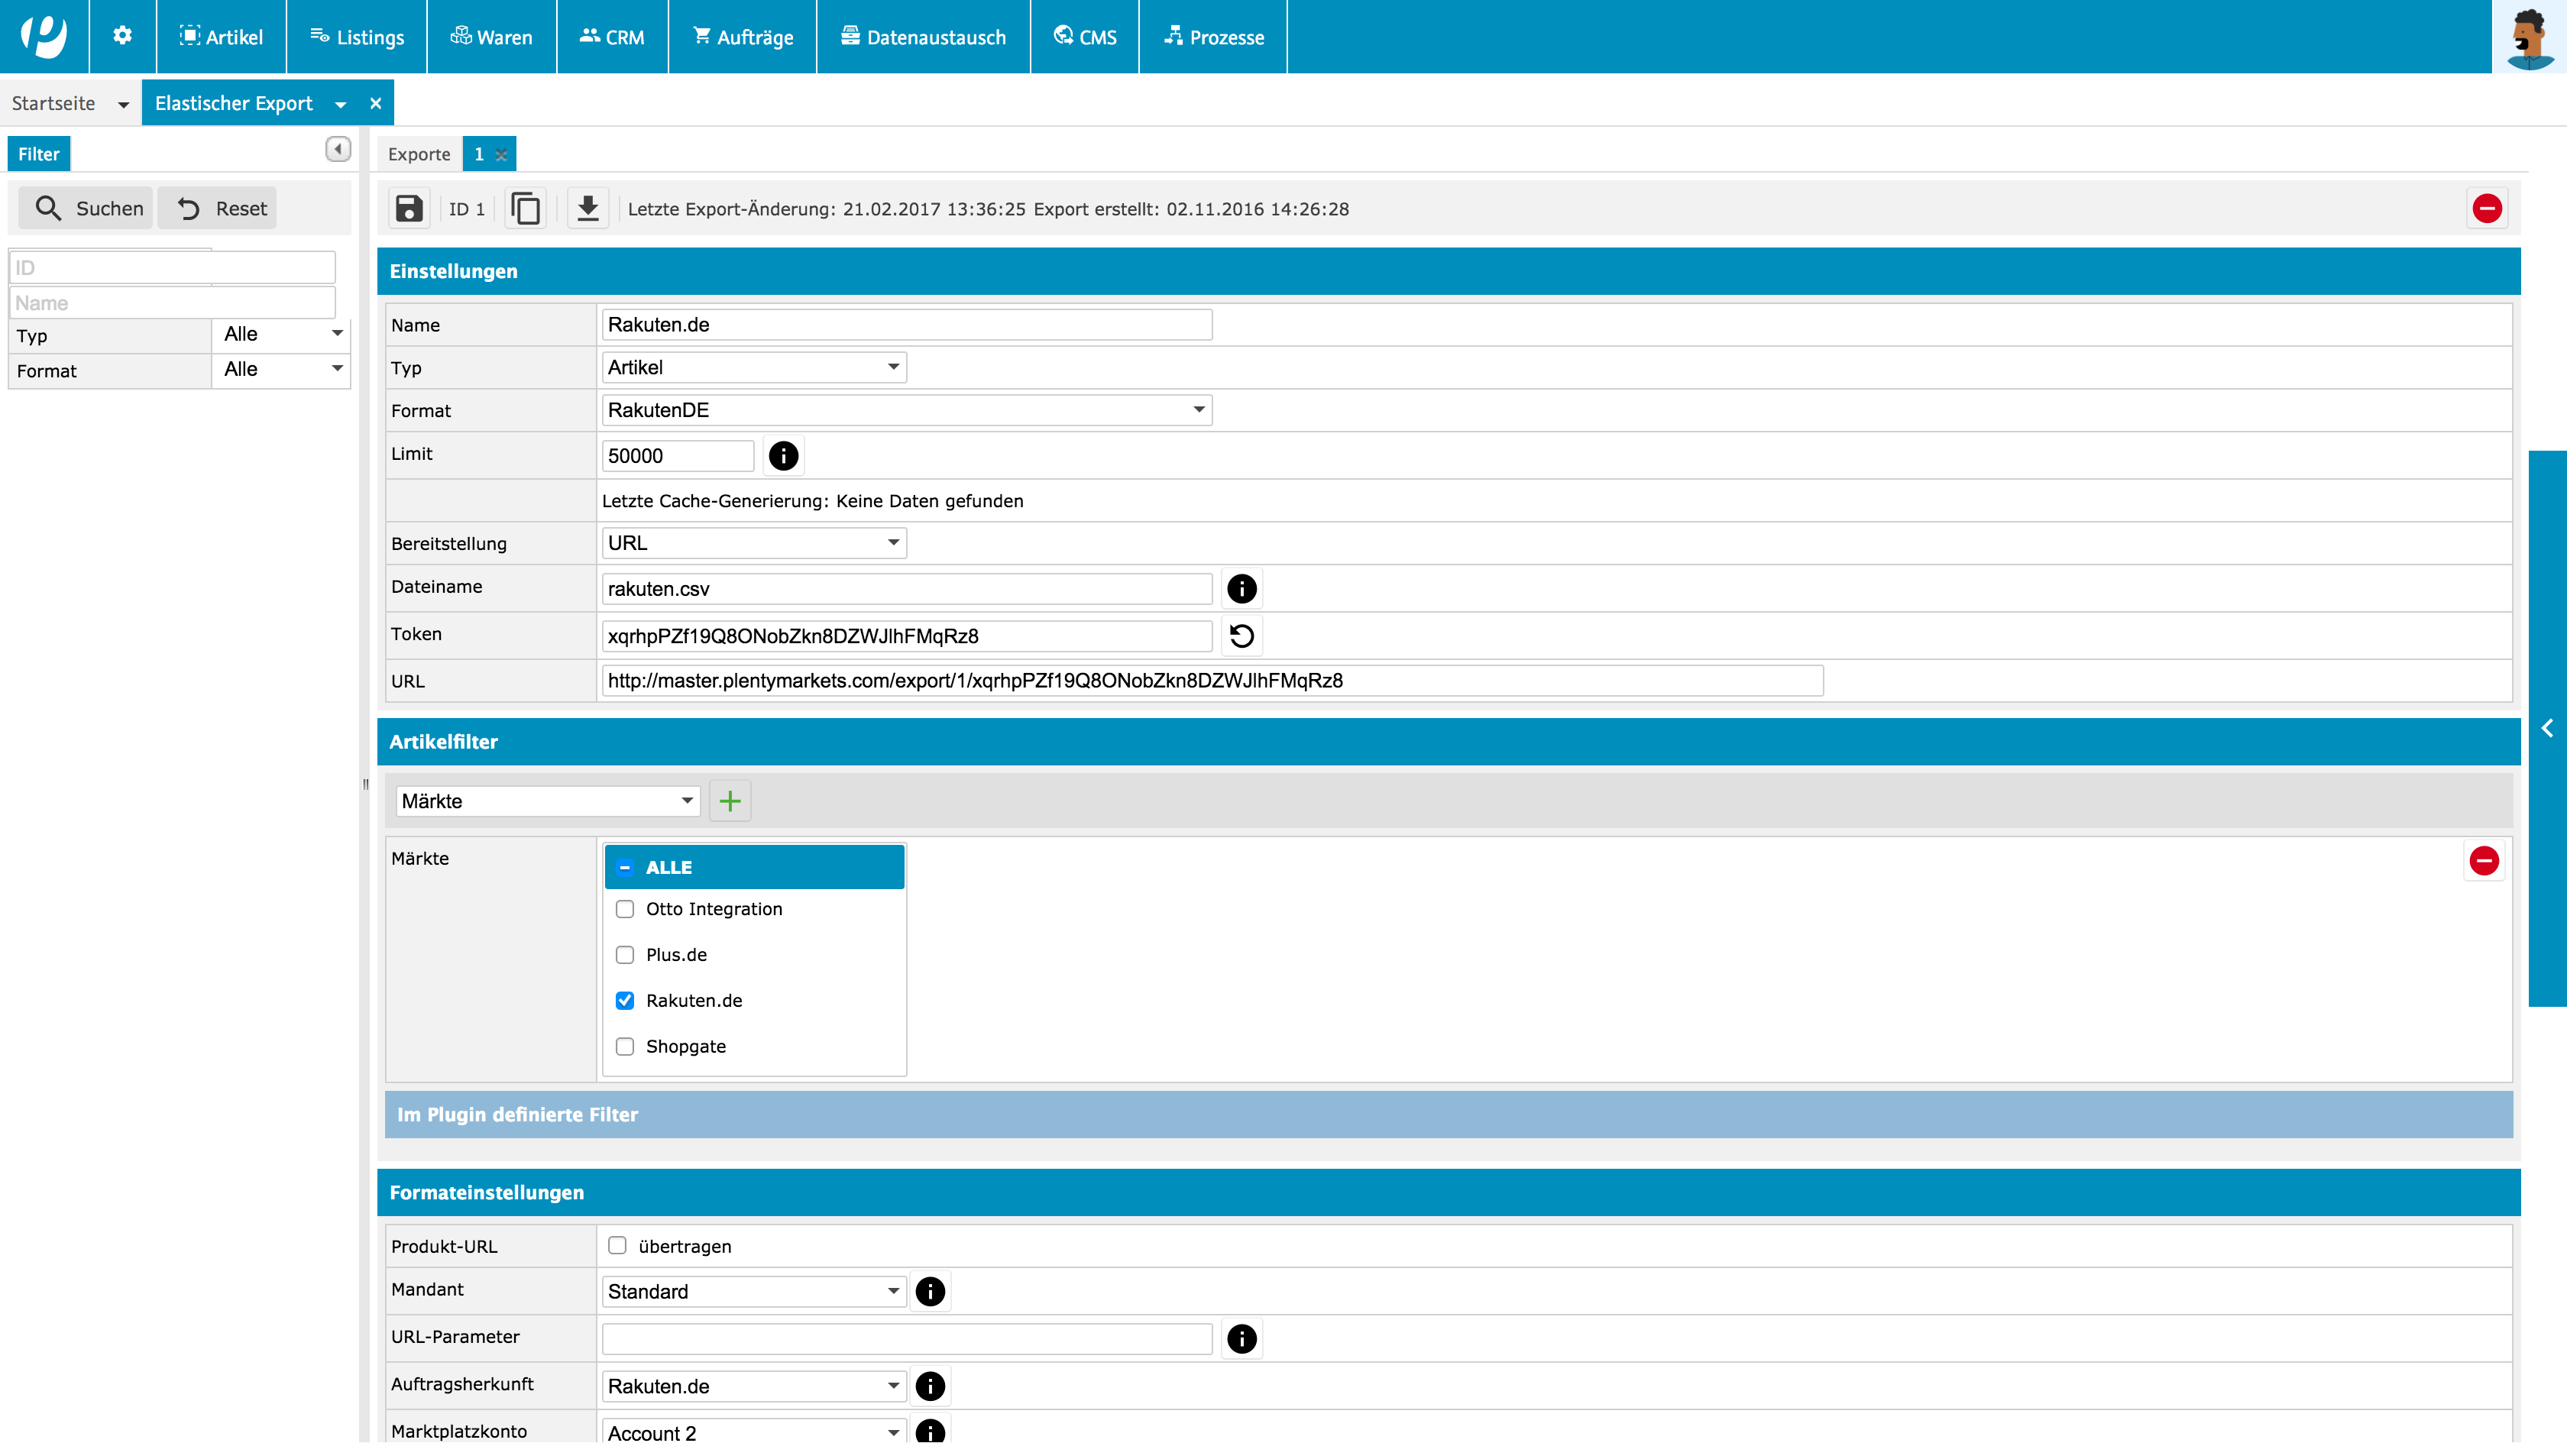 Artikel
Listings
Waren
CRM
Aufträge
Datenaustausch
CMS
Prozesse
Startseite
Elastischer Export
Filter
Suchen
Reset
ID
Name
Typ Alle
Format Alle
Exporte
1
ID 1
Letzte Export-Änderung: 21.02.2017 13:36:25 Export erstellt: 02.11.2016 14:26:28
Einstellungen
Name Rakuten.de
Typ Artikel
Format RakutenDE
Limit 50000
Letzte Cache-Generierung: Keine Daten gefunden
Bereitstellung URL
Dateiname rakuten.csv
Token xqrhpPZf19Q8ONobZkn8DZWJlhFMqRz8
URL http://master.plentymarkets.com/export/1/xqrhpPZf19Q8ONobZkn8DZWJlhFMqRz8
Artikelfilter
Märkte
Märkte
ALLE
Otto Integration
Plus.de
Rakuten.de
Shopgate
Im Plugin definierte Filter
Formateinstellungen
Produkt-URL übertragen
Mandant Standard
URL-Parameter
Auftragsherkunft Rakuten.de
Marktplatzkonto Account 2